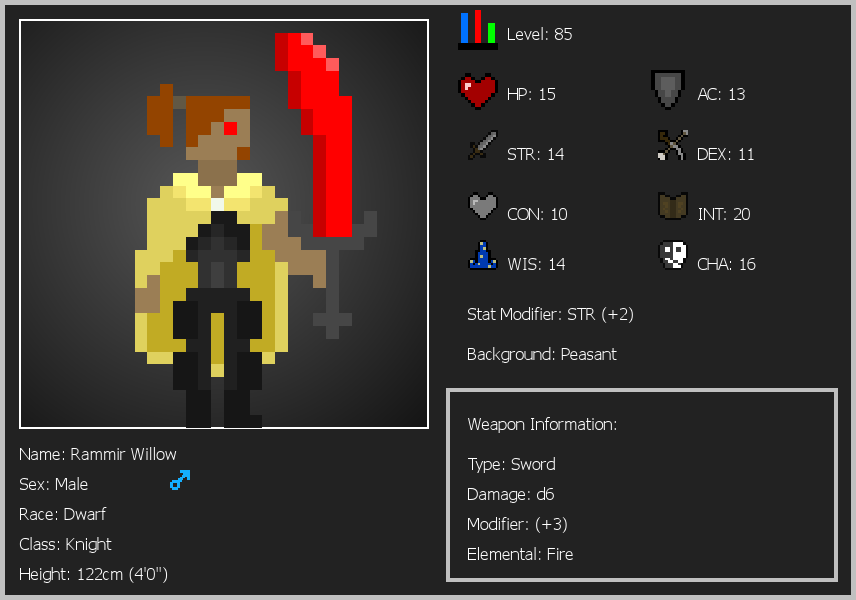 Level: 85
HP: 15
AC: 13
STR: 14
DEX: 11
CON: 10
INT: 20
WIS: 14
CHA: 16
Stat Modifier: STR (+2)
Background: Peasant
Weapon Information:
Type: Sword
Damage: d6
Modifier: (+3)
Elemental: Fire
Name: Rammir Willow
Sex: Male
Race: Dwarf
Class: Knight
Height: 122cm (4'0")